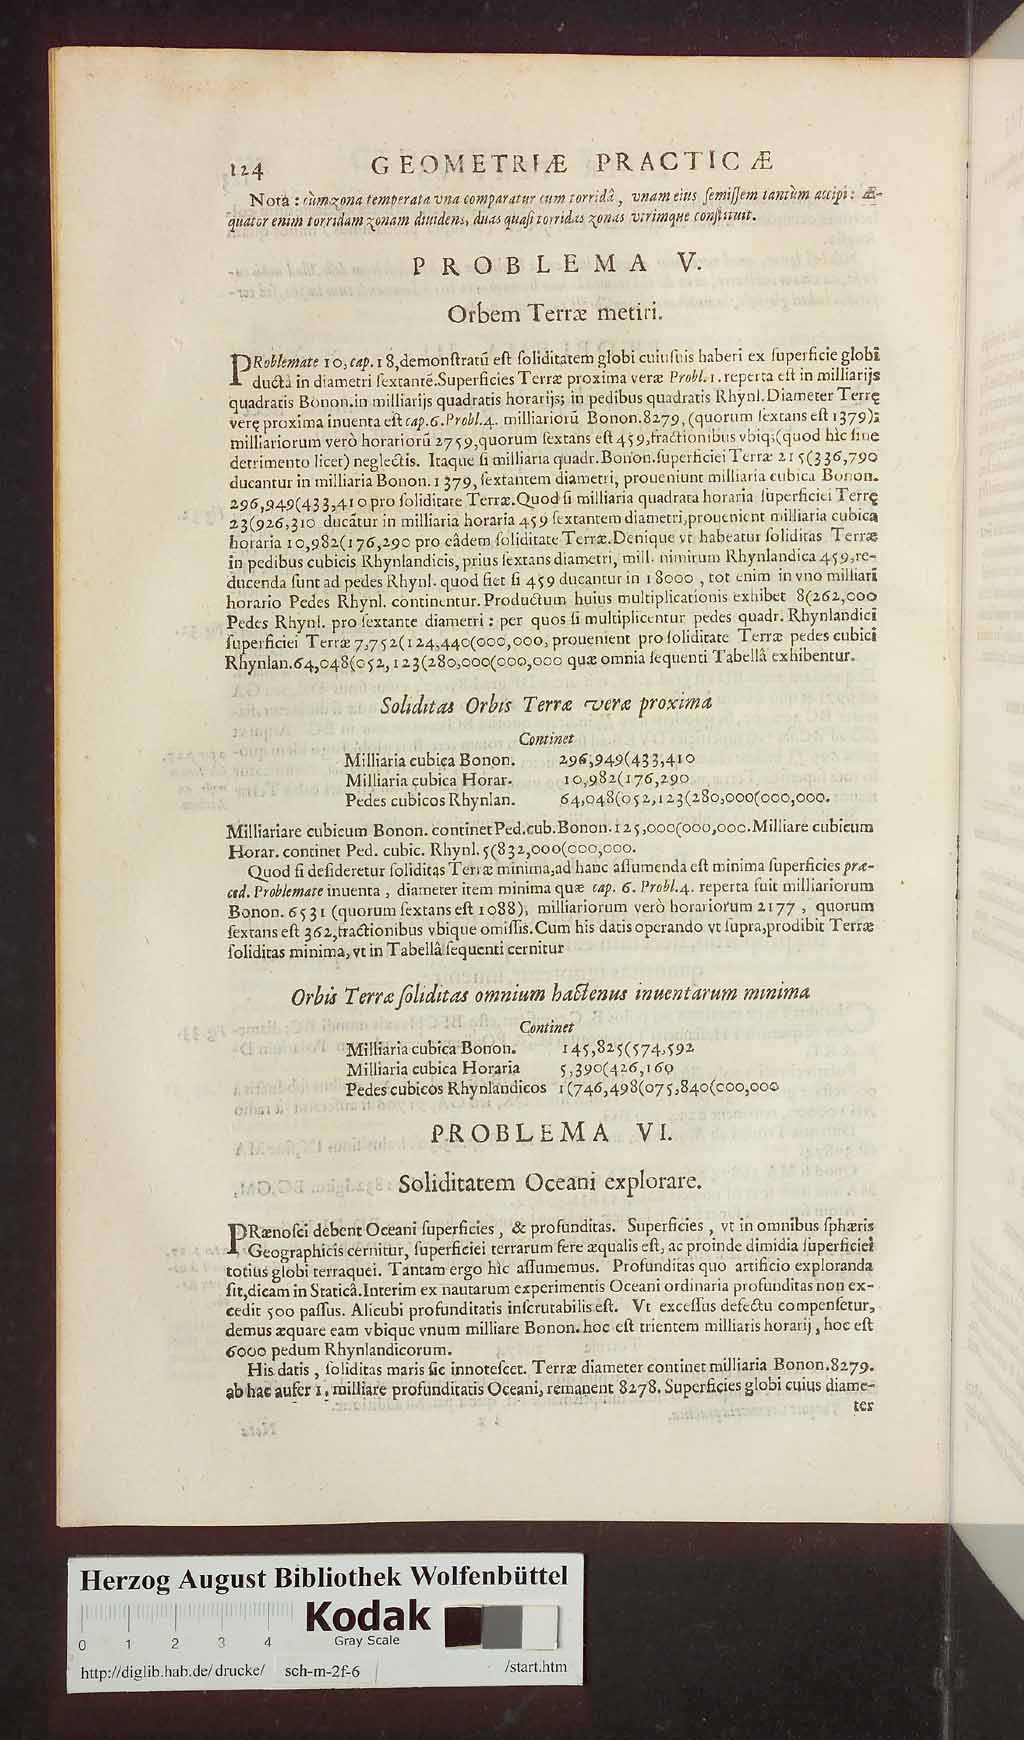 124 GEOMETRIÆ PRACTICÆ
Nota: cùm zona temperata vna comparatur cum torridâ, vnam eius ſemiſſem tantùm accipi: Æ-
quator enim torridam zonam diuidens, duas quaſi torridas zonas vtrimque conſtituit.
PROBLEMA V.
Orbem Terræ metiri.
PRoblemate 10, cap. 18, demonſtratū eſt ſoliditatem globi cuiuſuis haberi ex ſuperficie globi
ductâ in diametri ſextantē. Superficies Terræ proxima veræ Probl. 1. reperta eſt in milliarijs
quadratis Bonon. in milliarijs quadratis horarijs; in pedibus quadratis Rhynl. Diameter Terrę
verę proxima inuenta eſt cap. 6. Probl. 4. milliariorū Bonon. 8279, (quorum ſextans eſt 1379);
milliariorum verò horariorū 2759, quorum ſextans eſt 459, fractionibus vbiq; (quod hîc ſine
detrimento licet) neglectis. Itaque ſi milliaria quadr. Bonon. ſuperficiei Terræ 215(336,790
ducantur in milliaria Bonon. 1379, ſextantem diametri, proueniunt milliaria cubica Bonon.
296,949(433,410 pro ſoliditate Terræ. Quod ſi milliaria quadrata horaria ſuperficiei Terrę
23(926,310 ducātur in milliaria horaria 459 ſextantem diametri, prouenient milliaria cubica
horaria 10,982(176,290 pro eâdem ſoliditate Terræ. Denique vt habeatur ſoliditas Terræ
in pedibus cubicis Rhynlandicis, prius ſextans diametri, mill. nimirum Rhynlandica 459, re-
ducenda ſunt ad pedes Rhynl. quod fiet ſi 459 ducantur in 18000, tot enim in vno milliari
horario Pedes Rhynl. continentur. Productum huius multiplicationis exhibet 8(262,000
Pedes Rhynl. pro ſextante diametri: per quos ſi multiplicentur pedes quadr. Rhynlandici
ſuperficiei Terræ 7,752(124,440(000,000, prouenient pro ſoliditate Terræ pedes cubici
Rhynlan. 64,048(052,123(280,000(000,000 quæ omnia ſequenti Tabellâ exhibentur.
Soliditas Orbis Terræ veræ proxima
Continet
Milliaria cubica Bonon. 296,949(433,410
Milliaria cubica Horar. 10,982(176,290
Pedes cubicos Rhynlan. 64,048(052,123(280,000(000,000.
Milliariare cubicum Bonon. continet Ped. cub. Bonon. 125,000(000,000. Milliare cubicum
Horar. continet Ped. cubic. Rhynl. 5(832,000(000,000.
Quod ſi deſideretur ſoliditas Terræ minima, ad hanc aſſumenda eſt minima ſuperficies præ-
ced. Problemate inuenta, diameter item minima quæ cap. 6. Probl. 4. reperta fuit milliariorum
Bonon. 6531 (quorum ſextans eſt 1088); milliariorum verò horariorum 2177, quorum
ſextans eſt 362, fractionibus vbique omiſſis. Cum his datis operando vt ſupra, prodibit Terræ
ſoliditas minima, vt in Tabellâ ſequenti cernitur
Orbis Terræ ſoliditas omnium hactenus inuentarum minima
Continet
Milliaria cubica Bonon. 145,825(574,592
Milliaria cubica Horaria 5,390(426,160
Pedes cubicos Rhynlandicos 1(746,498(075,840(000,000
PROBLEMA VI.
Soliditatem Oceani explorare.
PRænoſci debent Oceani ſuperficies, & profunditas. Superficies, vt in omnibus ſphæris
Geographicis cernitur, ſuperficiei terrarum fere æqualis eſt, ac proinde dimidia ſuperficiei
totius globi terraquei. Tantam ergo hîc aſſumemus. Profunditas quo artificio exploranda
ſit, dicam in Staticâ. Interim ex nautarum experimentis Oceani ordinaria profunditas non ex-
cedit 500 paſſus. Alicubi profunditatis inſcrutabilis eſt. Vt exceſſus defectu compenſetur,
demus æquare eam vbique vnum milliare Bonon. hoc eſt trientem milliaris horarij, hoc eſt
6000 pedum Rhynlandicorum.
His datis, ſoliditas maris ſic innoteſcet. Terræ diameter continet milliaria Bonon. 8279.
ab hac aufer 1. milliare profunditatis Oceani, remanent 8278. Superficies globi cuius diame-
ter
Herzog August Bibliothek Wolfenbüttel
Kodak
0 1 2 3 4
Gray Scale
http://diglib.hab.de/drucke/ sch-m-2f-6 /start.htm